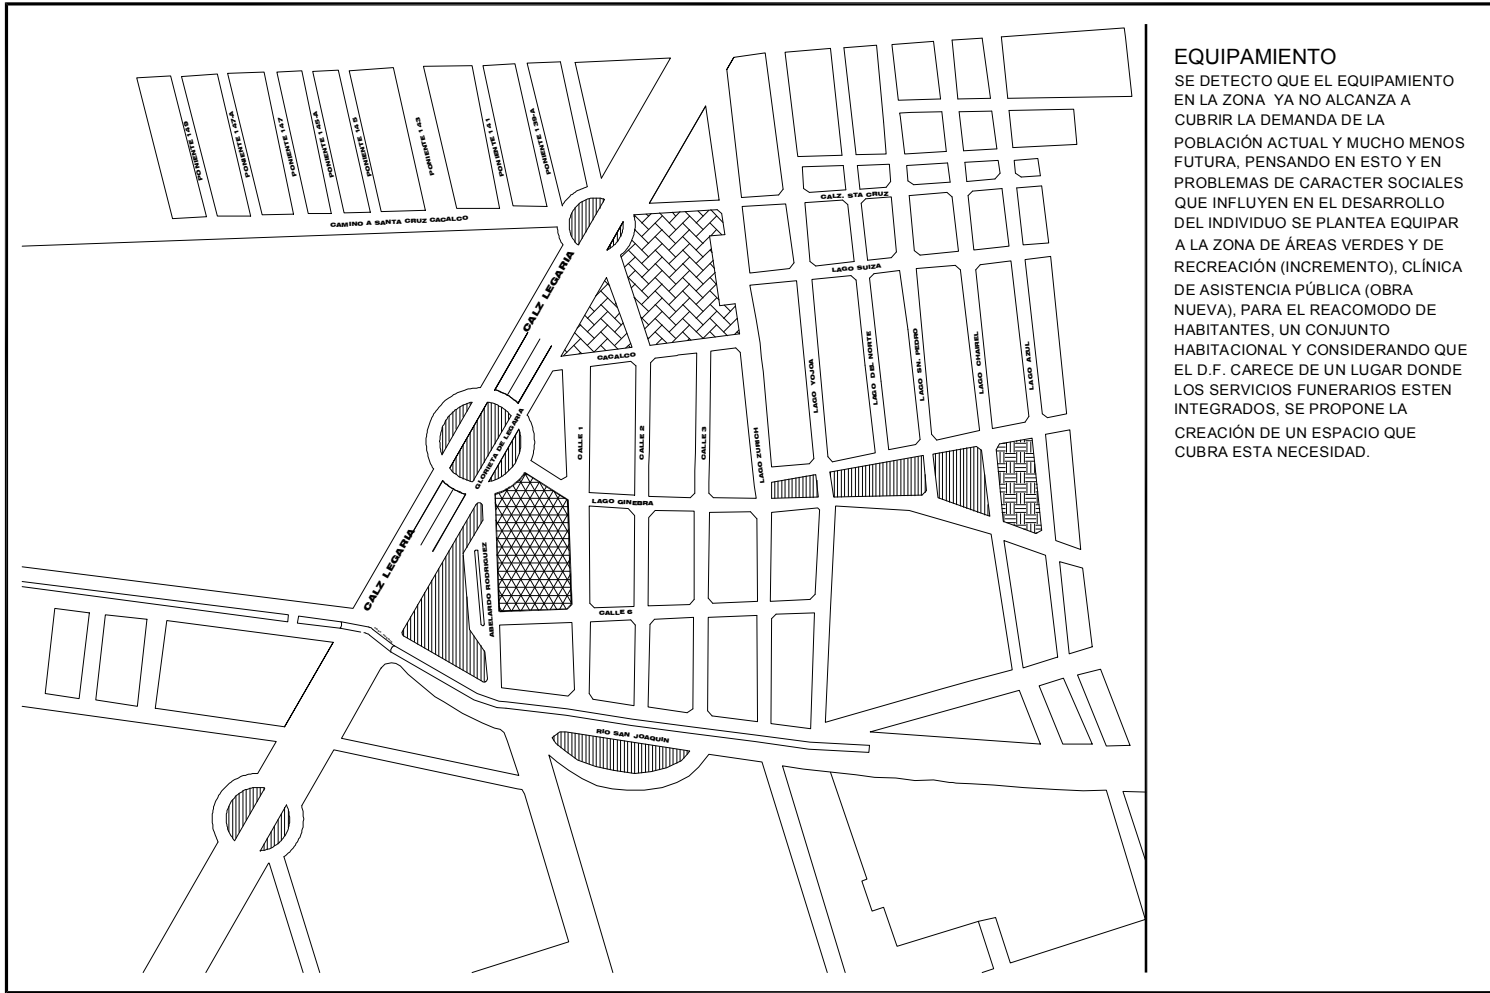 EQUIPAMIENTO
SE DETECTO QUE EL EQUIPAMIENTO
EN LA ZONA YA NO ALCANZA A
CUBRIR LA DEMANDA DE LA
POBLACIÓN ACTUAL Y MUCHO MENOS
FUTURA, PENSANDO EN ESTO Y EN
PROBLEMAS DE CARACTER SOCIALES
QUE INFLUYEN EN EL DESARROLLO
DEL INDIVIDUO SE PLANTEA EQUIPAR
A LA ZONA DE ÁREAS VERDES Y DE
RECREACIÓN (INCREMENTO), CLÍNICA
DE ASISTENCIA PÚBLICA (OBRA
NUEVA), PARA EL REACOMODO DE
HABITANTES, UN CONJUNTO
HABITACIONAL Y CONSIDERANDO QUE
EL D.F. CARECE DE UN LUGAR DONDE
LOS SERVICIOS FUNERARIOS ESTEN
INTEGRADOS, SE PROPONE LA
CREACIÓN DE UN ESPACIO QUE
CUBRA ESTA NECESIDAD.
PONIENTE 149
PONIENTE 147-A
PONIENTE 147
PONIENTE 145-A
PONIENTE 145
PONIENTE 143
PONIENTE 141
PONIENTE 139-A
CAMINO A SANTA CRUZ CACALCO
CALZ. STA CRUZ
LAGO SUIZA
CALZ LEGARIA
CACALCO
GLORIETA DE LEGARIA
CALLE 1
CALLE 2
CALLE 3
LAGO ZURICH
LAGO YOJOA
LAGO DEL NORTE
LAGO SN. PEDRO
LAGO CHAIREL
LAGO AZUL
LAGO GINEBRA
CALZ LEGARIA
ABELARDO RODRIGUEZ
CALLE 6
RIO SAN JOAQUIN